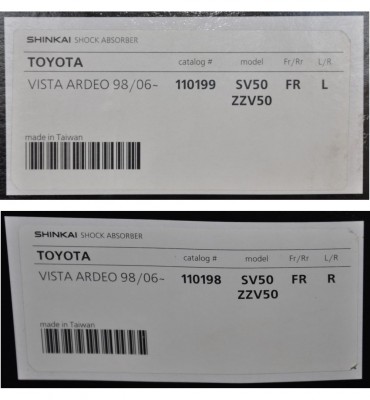 SHINKAI SHOCK ABSORBER
TOYOTA catalog # model Fr/Rr L/R
VISTA ARDEO 98/06- 110199 SV50 FR L
ZZV50
made in Taiwan
SHINKAI SHOCK ABSORBER
TOYOTA catalog # model Fr/Rr L/R
VISTA ARDEO 98/06- 110198 SV50 FR R
ZZV50
made in Taiwan